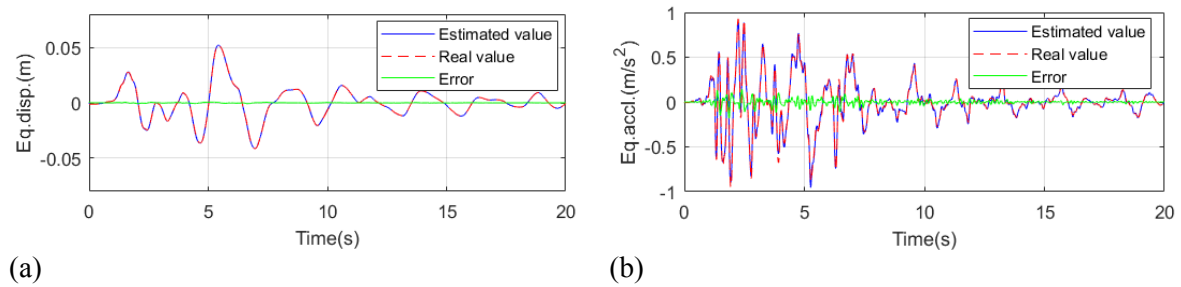 Eq.disp.(m)
0.05
0
-0.05
0
5
10
15
20
Time(s)
Estimated value
Real value
Error
(a)
Eq.accl.(m/s²)
1
0.5
0
-0.5
-1
0
5
10
15
20
Time(s)
Estimated value
Real value
Error
(b)